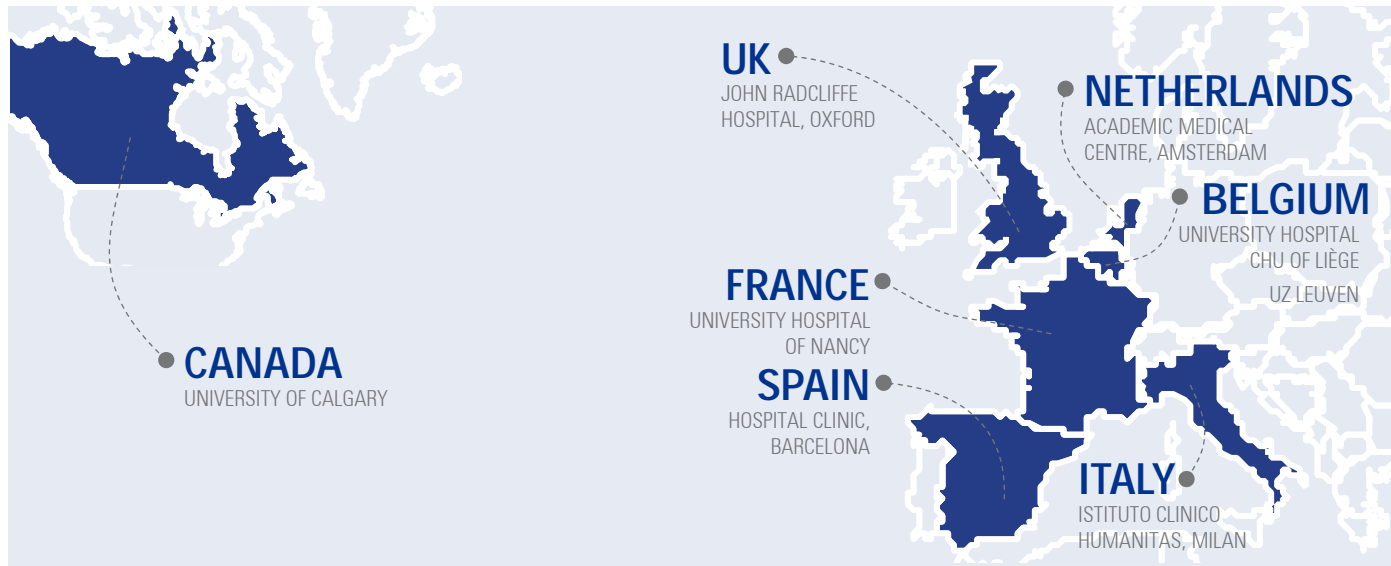 UK
JOHN RADCLIFFE
HOSPITAL, OXFORD
NETHERLANDS
ACADEMIC MEDICAL
CENTRE, AMSTERDAM
BELGIUM
UNIVERSITY HOSPITAL
CHU OF LIÈGE
UZ LEUVEN
FRANCE
UNIVERSITY HOSPITAL
OF NANCY
CANADA
UNIVERSITY OF CALGARY
SPAIN
HOSPITAL CLINIC,
BARCELONA
ITALY
ISTITUTO CLINICO
HUMANITAS, MILAN